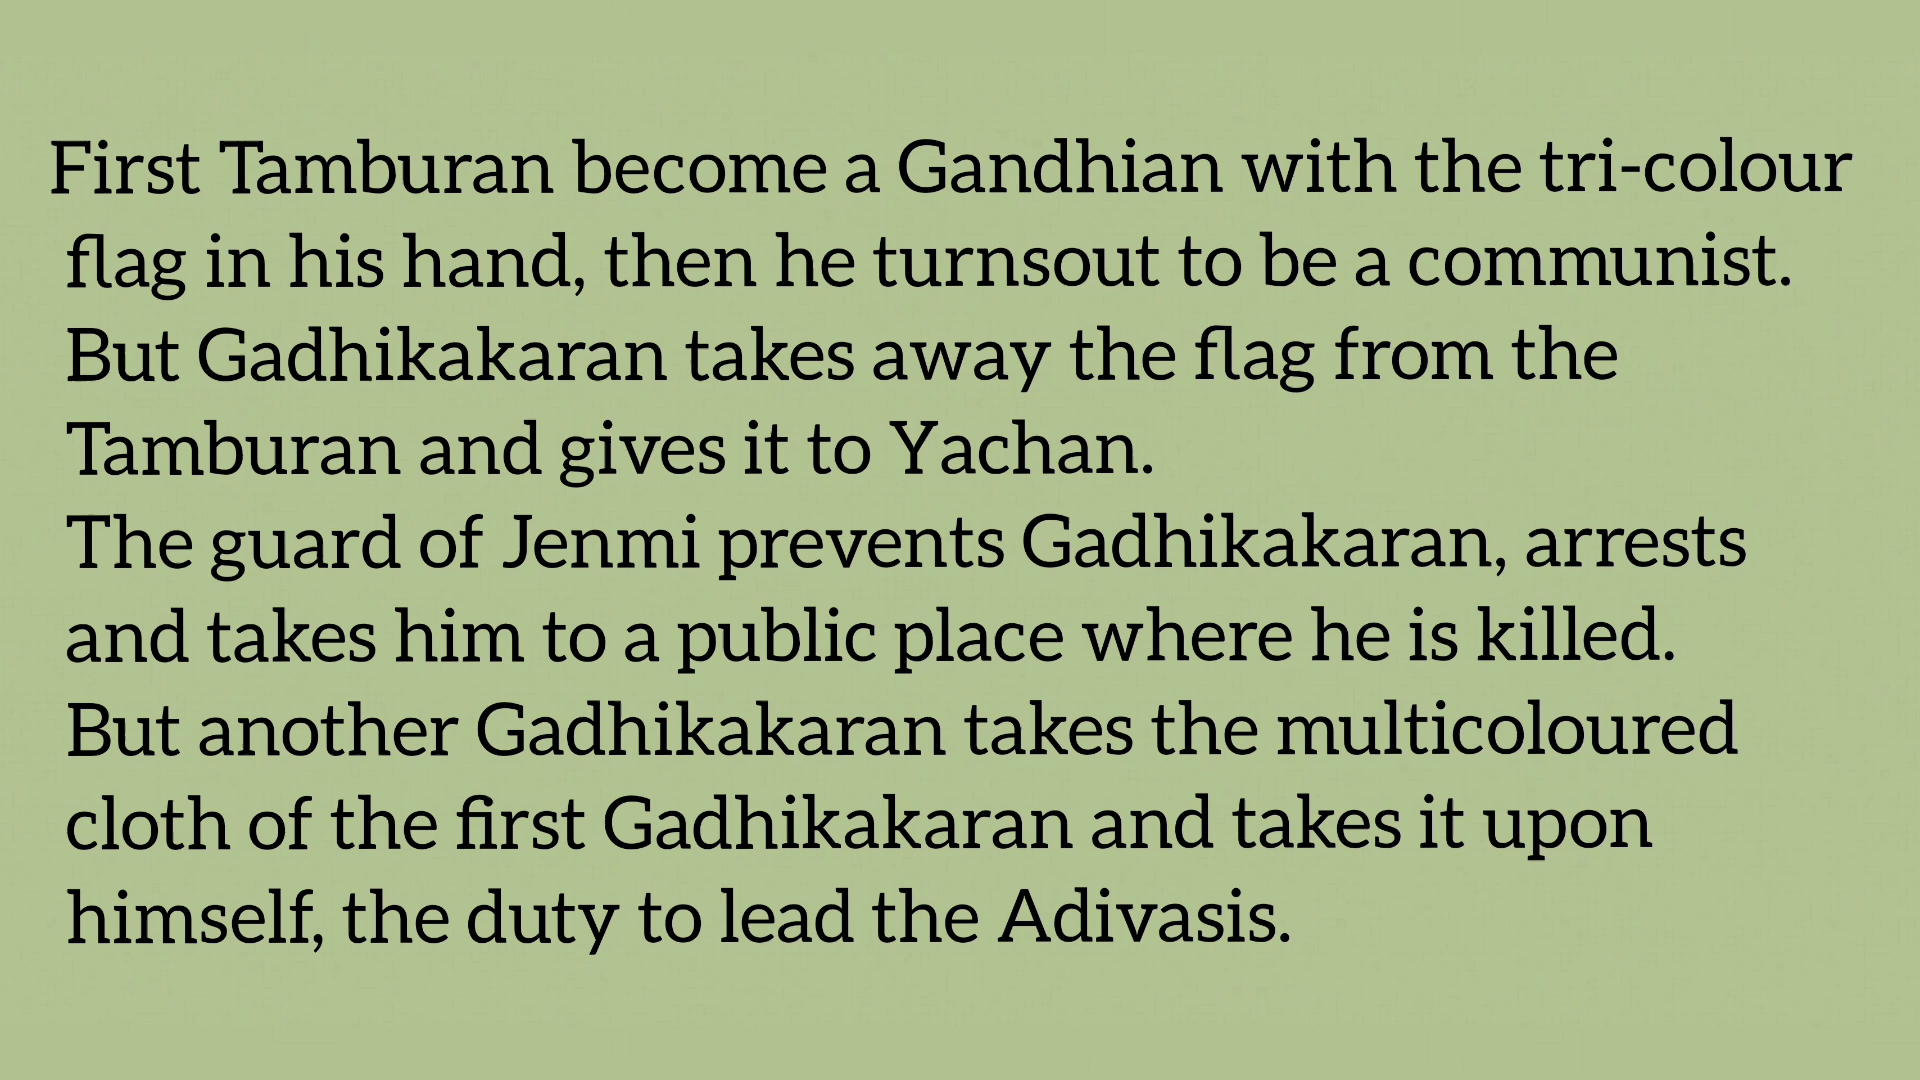 First Tamburan become a Gandhian with the tri-colour
flag in his hand, then he turnsout to be a communist.
But Gadhikakaran takes away the flag from the
Tamburan and gives it to Yachan.
The guard of Jenmi prevents Gadhikakaran, arrests
and takes him to a public place where he is killed.
But another Gadhikakaran takes the multicoloured
cloth of the first Gadhikakaran and takes it upon
himself, the duty to lead the Adivasis.